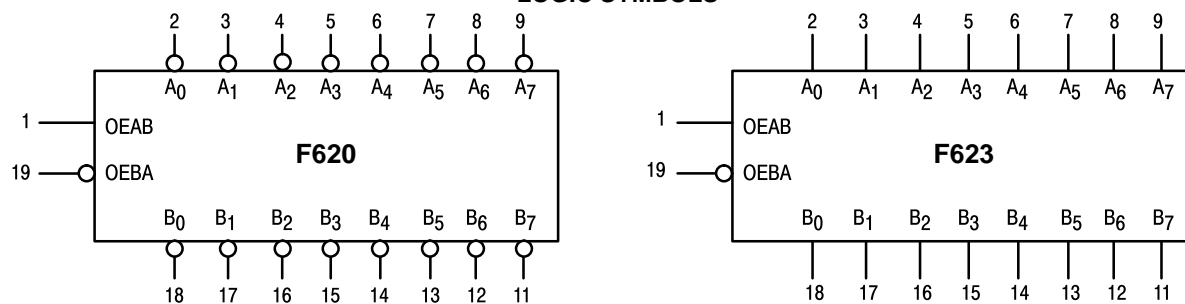 2 3 4 5 6 7 8 9 2 3 4 5 6 7 8 9
A0 A1 A2 A3 A4 A5 A6 A7 A0 A1 A2 A3 A4 A5 A6 A7
1 OEAB 1 OEAB
F620 F623
19 OEBA 19 OEBA
B0 B1 B2 B3 B4 B5 B6 B7 B0 B1 B2 B3 B4 B5 B6 B7
18 17 16 15 14 13 12 11 18 17 16 15 14 13 12 11